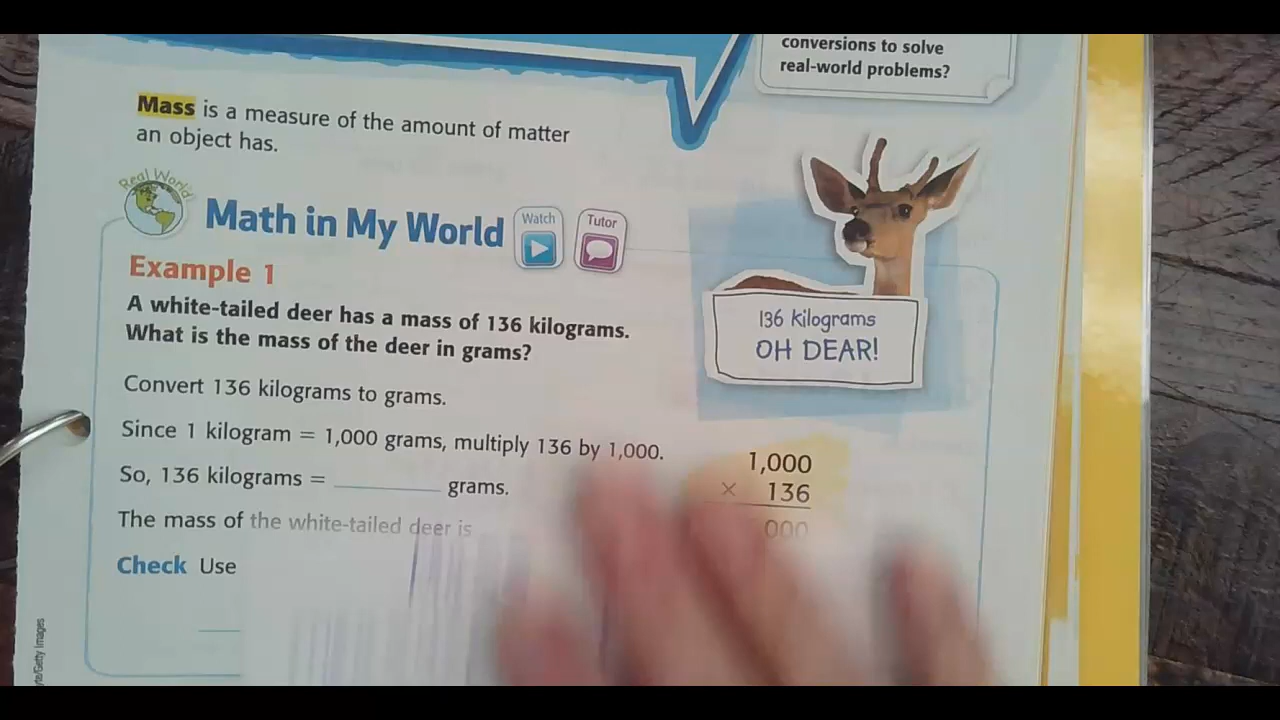 conversions to solve
real-world problems?
Mass is a measure of the amount of matter
an object has.
Real World
Math in My World
Watch
Tutor
Example 1
A white-tailed deer has a mass of 136 kilograms.
What is the mass of the deer in grams?
136 kilograms
OH DEAR!
Convert 136 kilograms to grams.
Since 1 kilogram = 1,000 grams, multiply 136 by 1,000.
So, 136 kilograms = ________ grams.
1,000
× 136
000
The mass of the white-tailed deer is
Check Use
/Getty Images